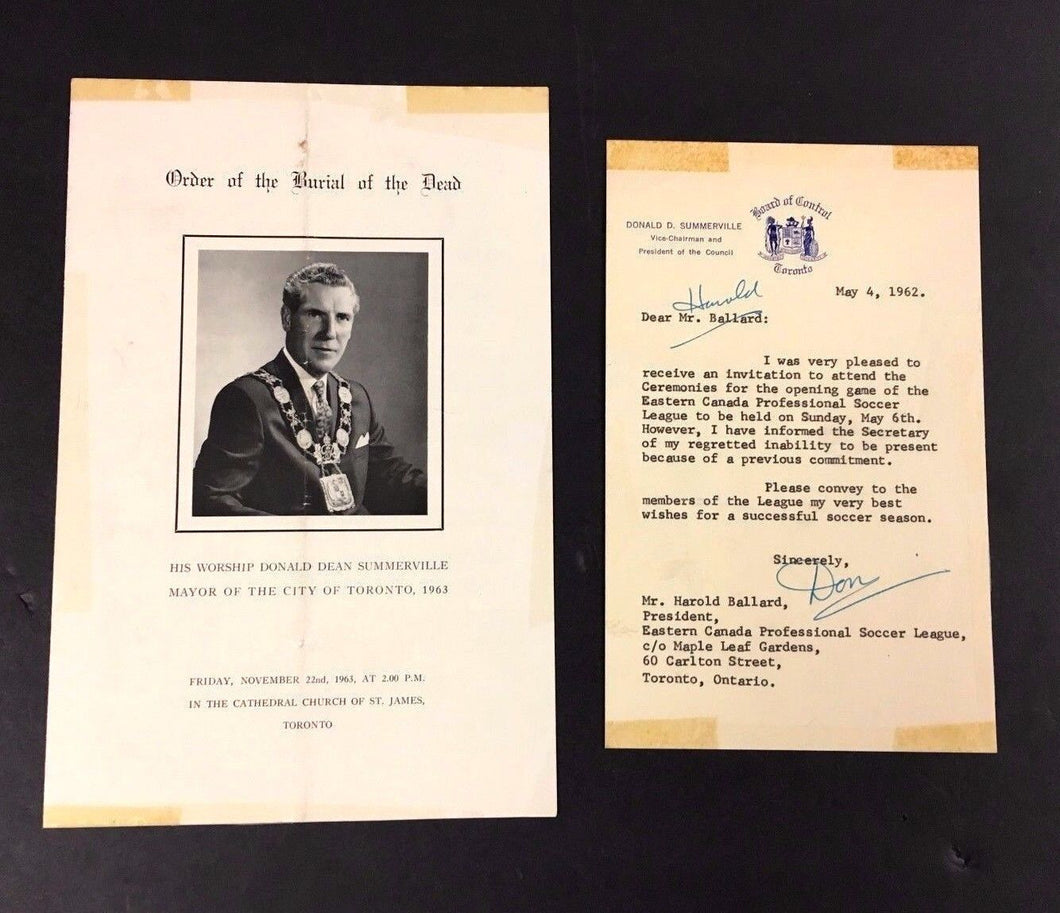 Order of the Burial of the Dead
HIS WORSHIP DONALD DEAN SUMMERVILLE
MAYOR OF THE CITY OF TORONTO, 1963
FRIDAY, NOVEMBER 22nd, 1963, AT 2.00 P.M.
IN THE CATHEDRAL CHURCH OF ST. JAMES,
TORONTO
Board of Control
Toronto
DONALD D. SUMMERVILLE
Vice-Chairman and
President of the Council
May 4, 1962.
Harold
Dear Mr. Ballard:
I was very pleased to
receive an invitation to attend the
Ceremonies for the opening game of the
Eastern Canada Professional Soccer
League to be held on Sunday, May 6th.
However, I have informed the Secretary
of my regretted inability to be present
because of a previous commitment.
Please convey to the
members of the League my very best
wishes for a successful soccer season.
Sincerely,
Don
Mr. Harold Ballard,
President,
Eastern Canada Professional Soccer League,
c/o Maple Leaf Gardens,
60 Carlton Street,
Toronto, Ontario.